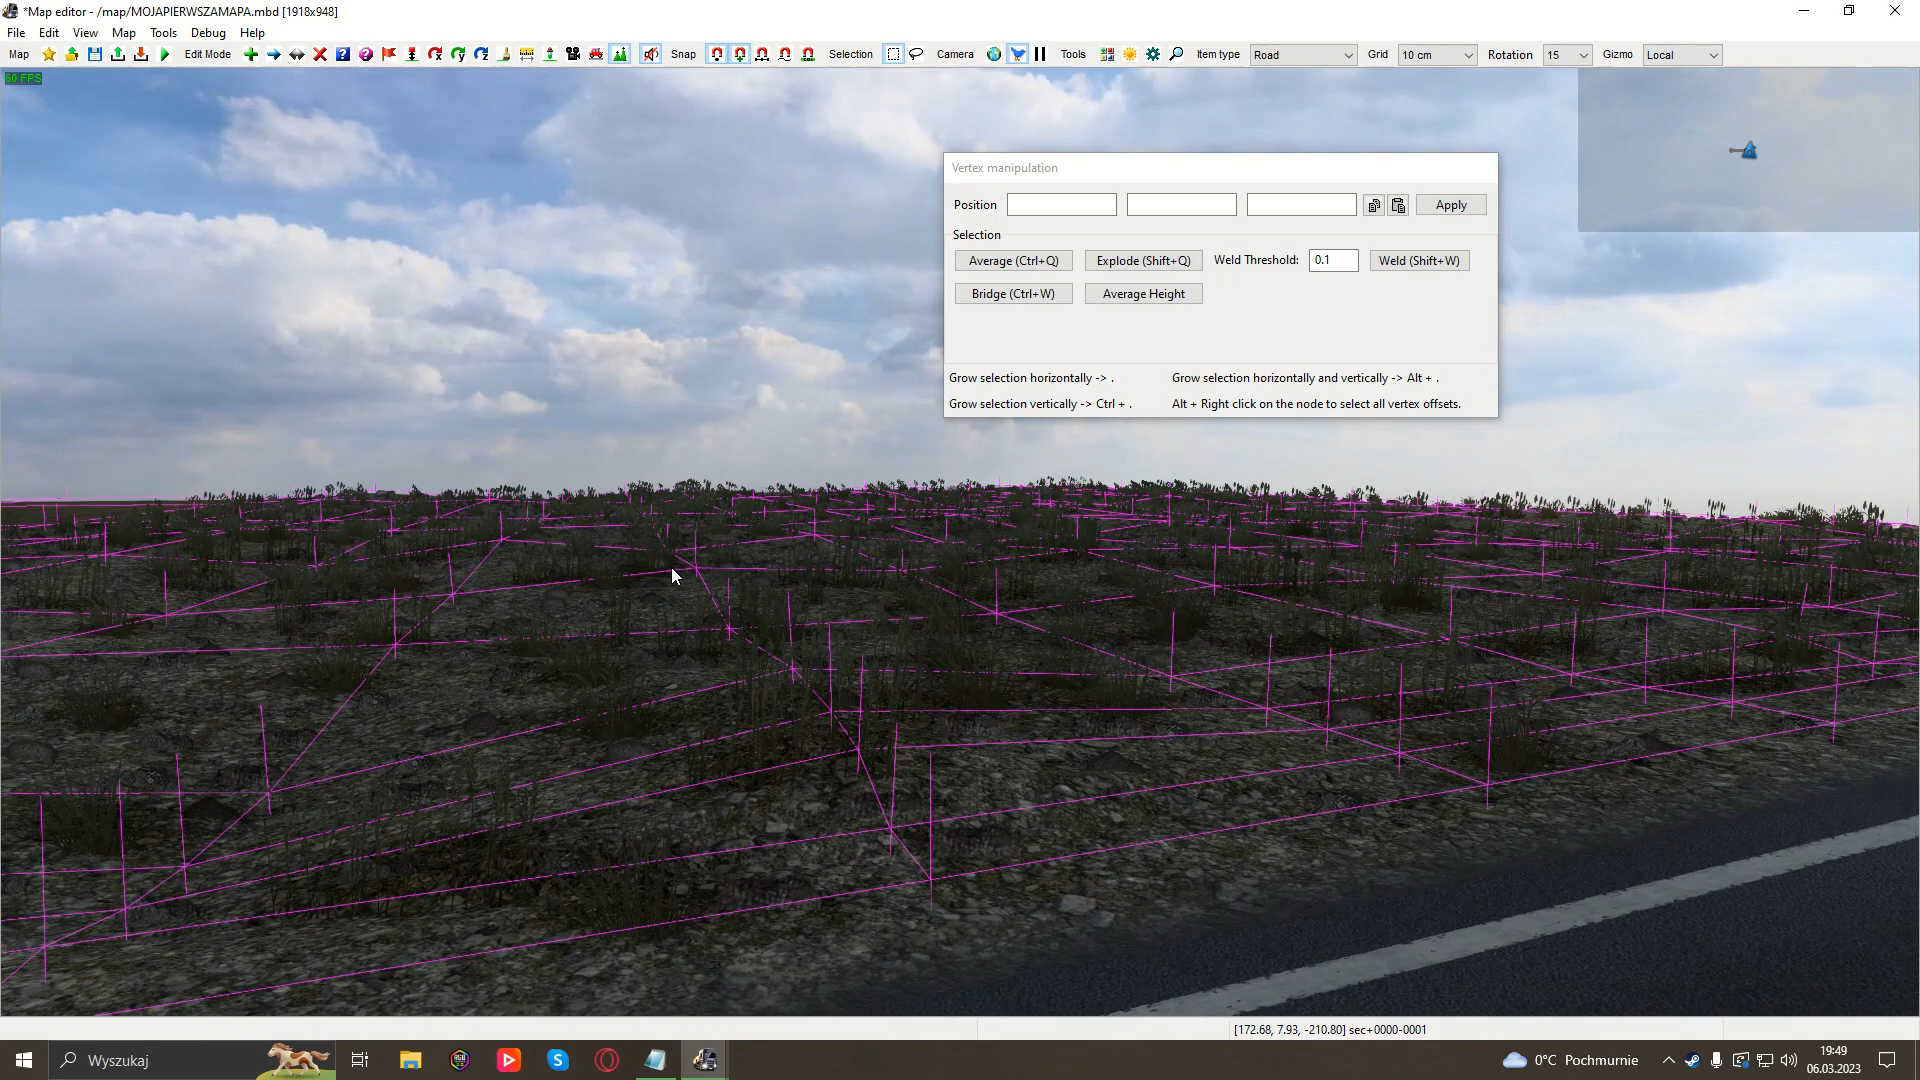 *Map editor - /map/MOJAPIERWSZAMAPA.mbd [1918x948]
File Edit View Map Tools Debug Help
Map Edit Mode Snap Selection Camera Tools Item type Road Grid 10 cm Rotation 15 Gizmo Local
60 FPS
Vertex manipulation
Position Apply
Selection
Average (Ctrl+Q) Explode (Shift+Q) Weld Threshold: 0.1 Weld (Shift+W)
Bridge (Ctrl+W) Average Height
Grow selection horizontally -> . Grow selection horizontally and vertically -> Alt + .
Grow selection vertically -> Ctrl + . Alt + Right click on the node to select all vertex offsets.
[172.68, 7.93, -210.80] sec+0000-0001
Wyszukaj 0°C Pochmurnie 19:49
06.03.2023